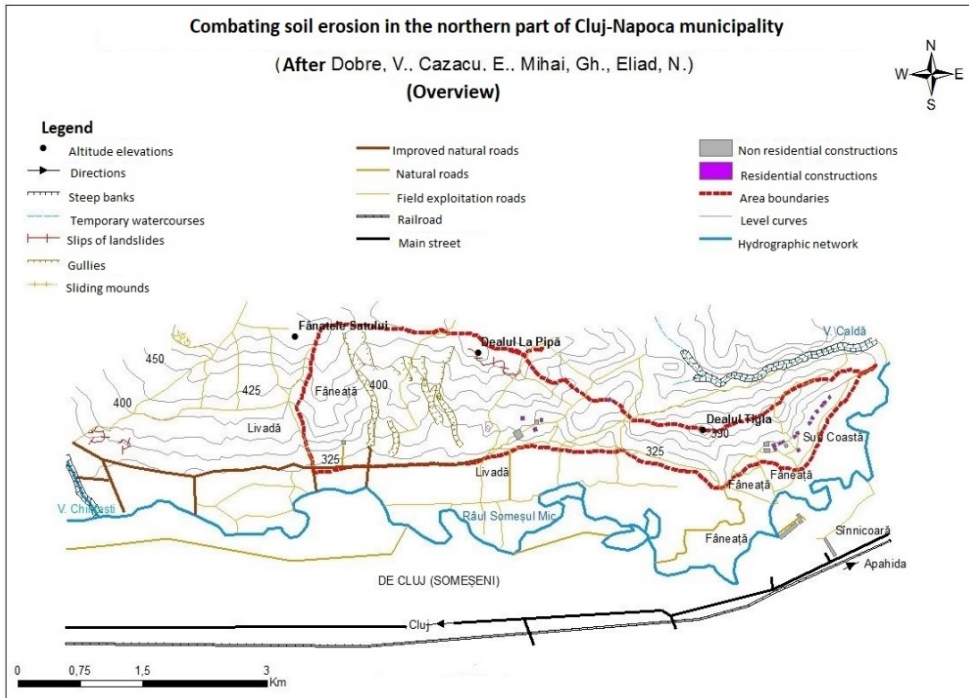 Combating soil erosion in the northern part of Cluj-Napoca municipality
(After Dobre, V., Cazacu, E., Mihai, Gh., Eliad, N.)
(Overview)
N
W E
S
Legend
Altitude elevations
Directions
Steep banks
Temporary watercourses
Slips of landslides
Gullies
Sliding mounds
Improved natural roads
Natural roads
Field exploitation roads
Railroad
Main street
Non residential constructions
Residential constructions
Area boundaries
Level curves
Hydrographic network
Fânatele Satului
Dealul La Pipă
V. Caldă
450
425
400
Fâneață
400
Livadă
325
Livadă
325
Dealul Țigla
390
Sub Coastă
Fâneață
Fâneață
Fâneață
Râul Someșul Mic
Sînnicoară
Apahida
DE CLUJ (SOMEȘENI)
Cluj
0 0,75 1,5 3
Km